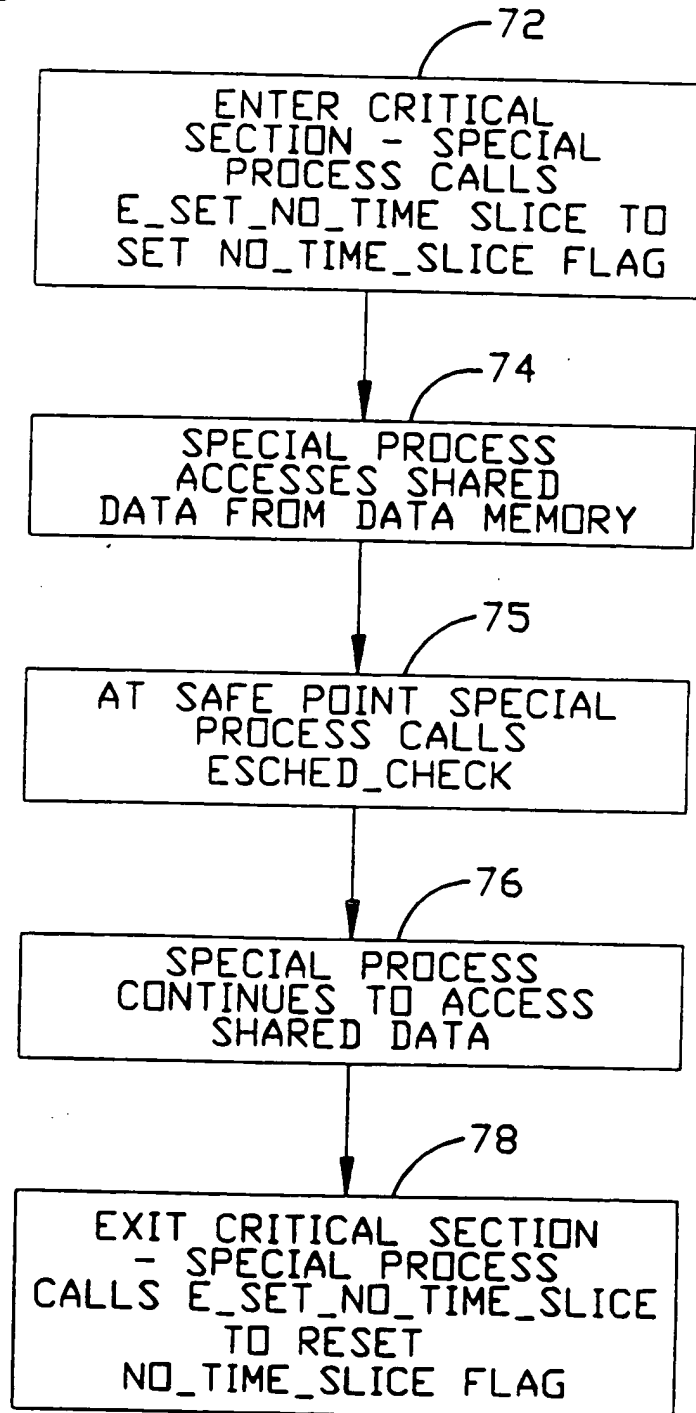 72
ENTER CRITICAL
SECTION - SPECIAL
PROCESS CALLS
E_SET_NO_TIME SLICE TO
SET NO_TIME_SLICE FLAG
74
SPECIAL PROCESS
ACCESSES SHARED
DATA FROM DATA MEMORY
75
AT SAFE POINT SPECIAL
PROCESS CALLS
ESCHED_CHECK
76
SPECIAL PROCESS
CONTINUES TO ACCESS
SHARED DATA
78
EXIT CRITICAL SECTION
- SPECIAL PROCESS
CALLS E_SET_NO_TIME_SLICE
TO RESET
NO_TIME_SLICE FLAG